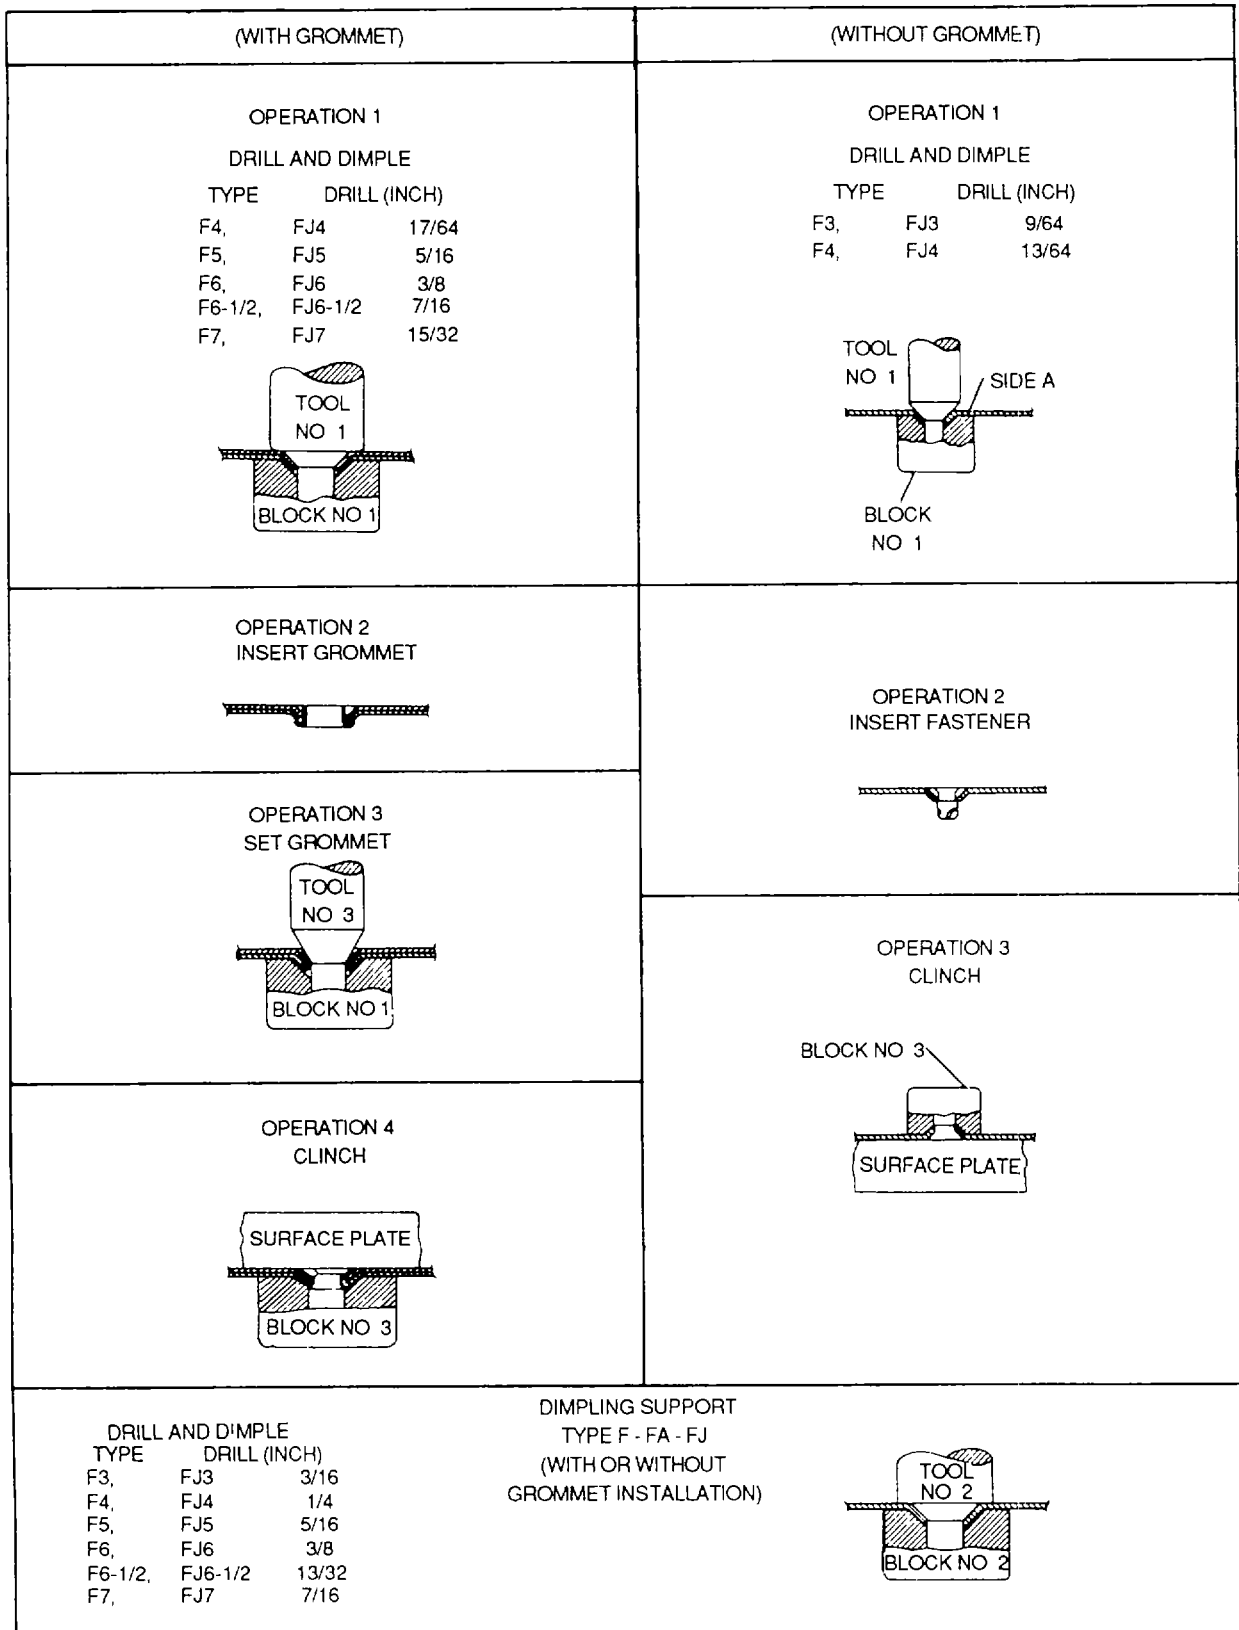 (WITH GROMMET)
OPERATION 1
DRILL AND DIMPLE
TYPE DRILL (INCH)
F4, FJ4 17/64
F5, FJ5 5/16
F6, FJ6 3/8
F6-1/2, FJ6-1/2 7/16
F7, FJ7 15/32
TOOL
NO 1
BLOCK NO 1
OPERATION 2
INSERT GROMMET
OPERATION 3
SET GROMMET
TOOL
NO 3
BLOCK NO 1
OPERATION 4
CLINCH
SURFACE PLATE
BLOCK NO 3
(WITHOUT GROMMET)
OPERATION 1
DRILL AND DIMPLE
TYPE DRILL (INCH)
F3, FJ3 9/64
F4, FJ4 13/64
TOOL
NO 1
SIDE A
BLOCK
NO 1
OPERATION 2
INSERT FASTENER
OPERATION 3
CLINCH
BLOCK NO 3
SURFACE PLATE
DRILL AND DIMPLE
TYPE DRILL (INCH)
F3, FJ3 3/16
F4, FJ4 1/4
F5, FJ5 5/16
F6, FJ6 3/8
F6-1/2, FJ6-1/2 13/32
F7, FJ7 7/16
DIMPLING SUPPORT
TYPE F - FA - FJ
(WITH OR WITHOUT
GROMMET INSTALLATION)
TOOL
NO 2
BLOCK NO 2